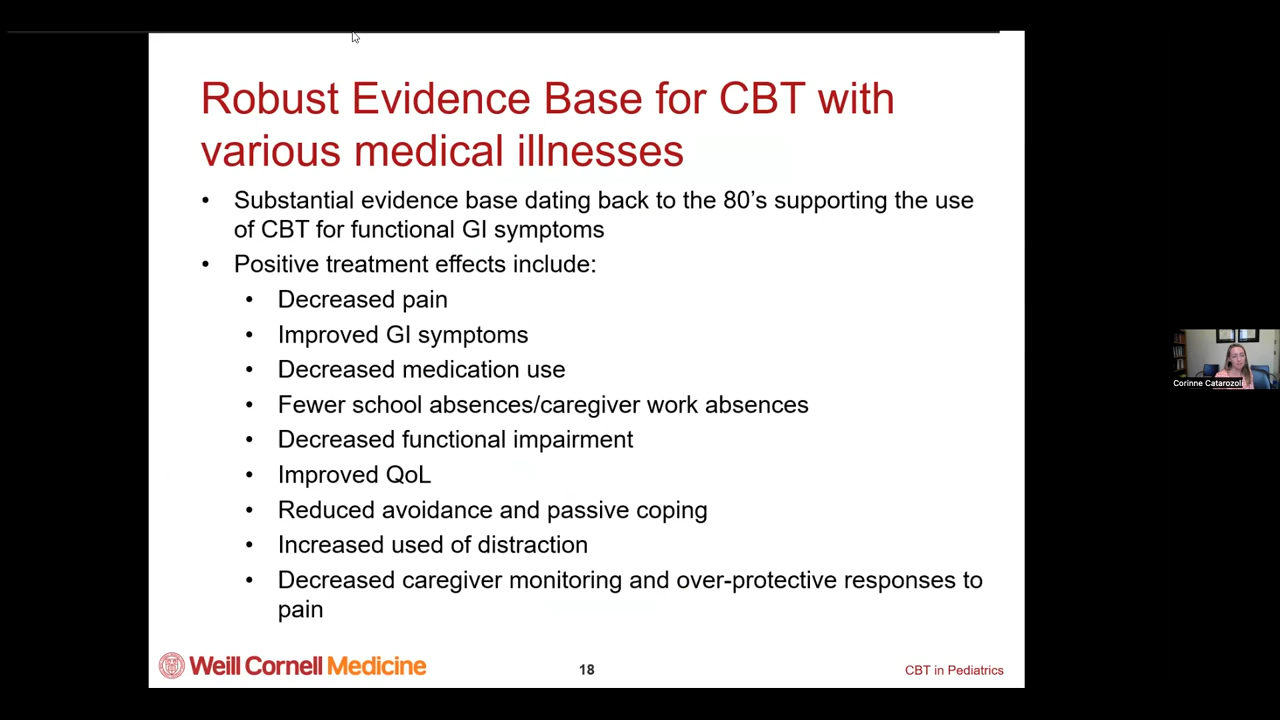 Robust Evidence Base for CBT with
various medical illnesses
• Substantial evidence base dating back to the 80's supporting the use
of CBT for functional GI symptoms
• Positive treatment effects include:
• Decreased pain
• Improved GI symptoms
• Decreased medication use
• Fewer school absences/caregiver work absences
• Decreased functional impairment
• Improved QoL
• Reduced avoidance and passive coping
• Increased used of distraction
• Decreased caregiver monitoring and over-protective responses to
pain
Weill Cornell Medicine
18
CBT in Pediatrics
Corinne Catarozoli